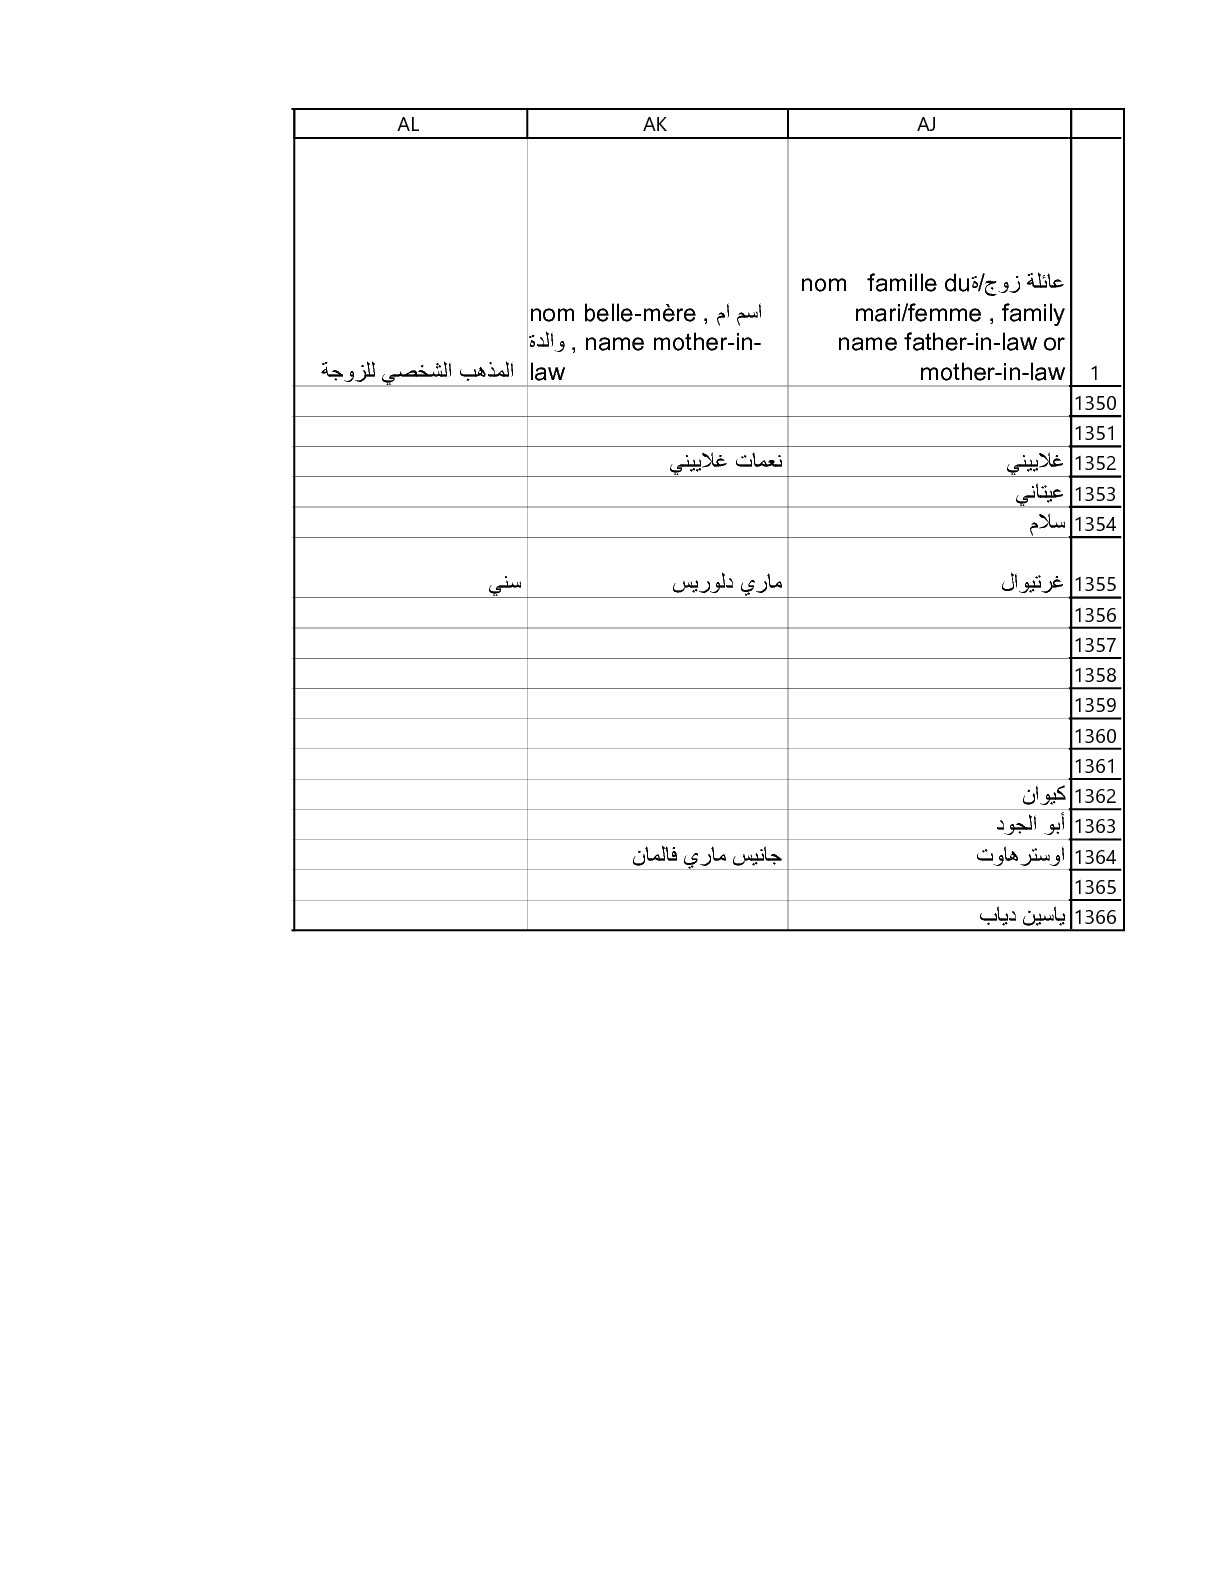 AJ AK AL
عائلة زوج/ة nom famille du
mari/femme , family
name father-in-law or
mother-in-law
nom belle-mère , اسم ام
والدة , name mother-in-
law
المذهب الشخصي للزوجة
1
1350
1351
1352 غلاييني نعمات غلاييني
1353 عيتاني
1354 سلام
1355 غرتيوال ماري دلوريس سني
1356
1357
1358
1359
1360
1361
1362 كيوان
1363 أبو الجود
1364 اوسترهاوت جانيس ماري فالمان
1365
1366 ياسين دياب